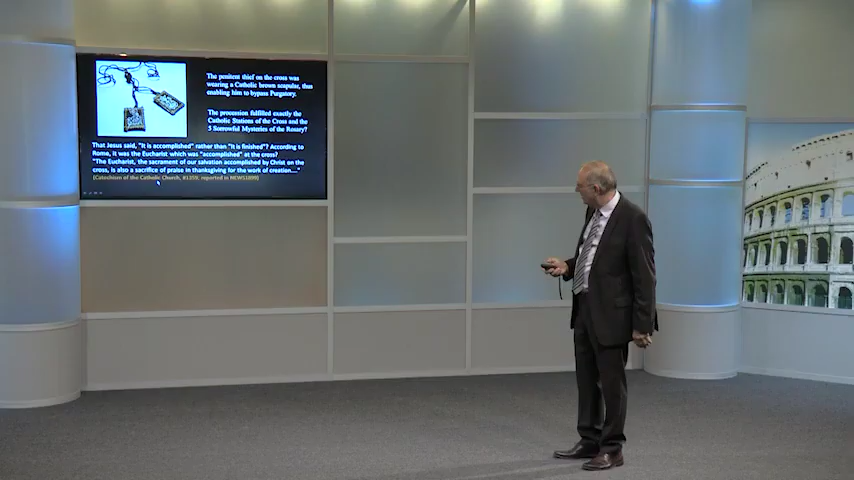 The penitent thief on the cross was
wearing a Catholic brown scapular, thus
enabling him to bypass Purgatory.
The procession fulfilled exactly the
Catholic Stations of the Cross and the
5 Sorrowful Mysteries of the Rosary?
That Jesus said, "it is accomplished" rather than "it is finished"? According to
Rome, it was the Eucharist which was "accomplished" at the cross?
"The Eucharist, the sacrament of our salvation accomplished by Christ on the
cross, is also a sacrifice of praise in thanksgiving for the work of creation...."
(Catechism of the Catholic Church, #1359, reported in NEWS1899)